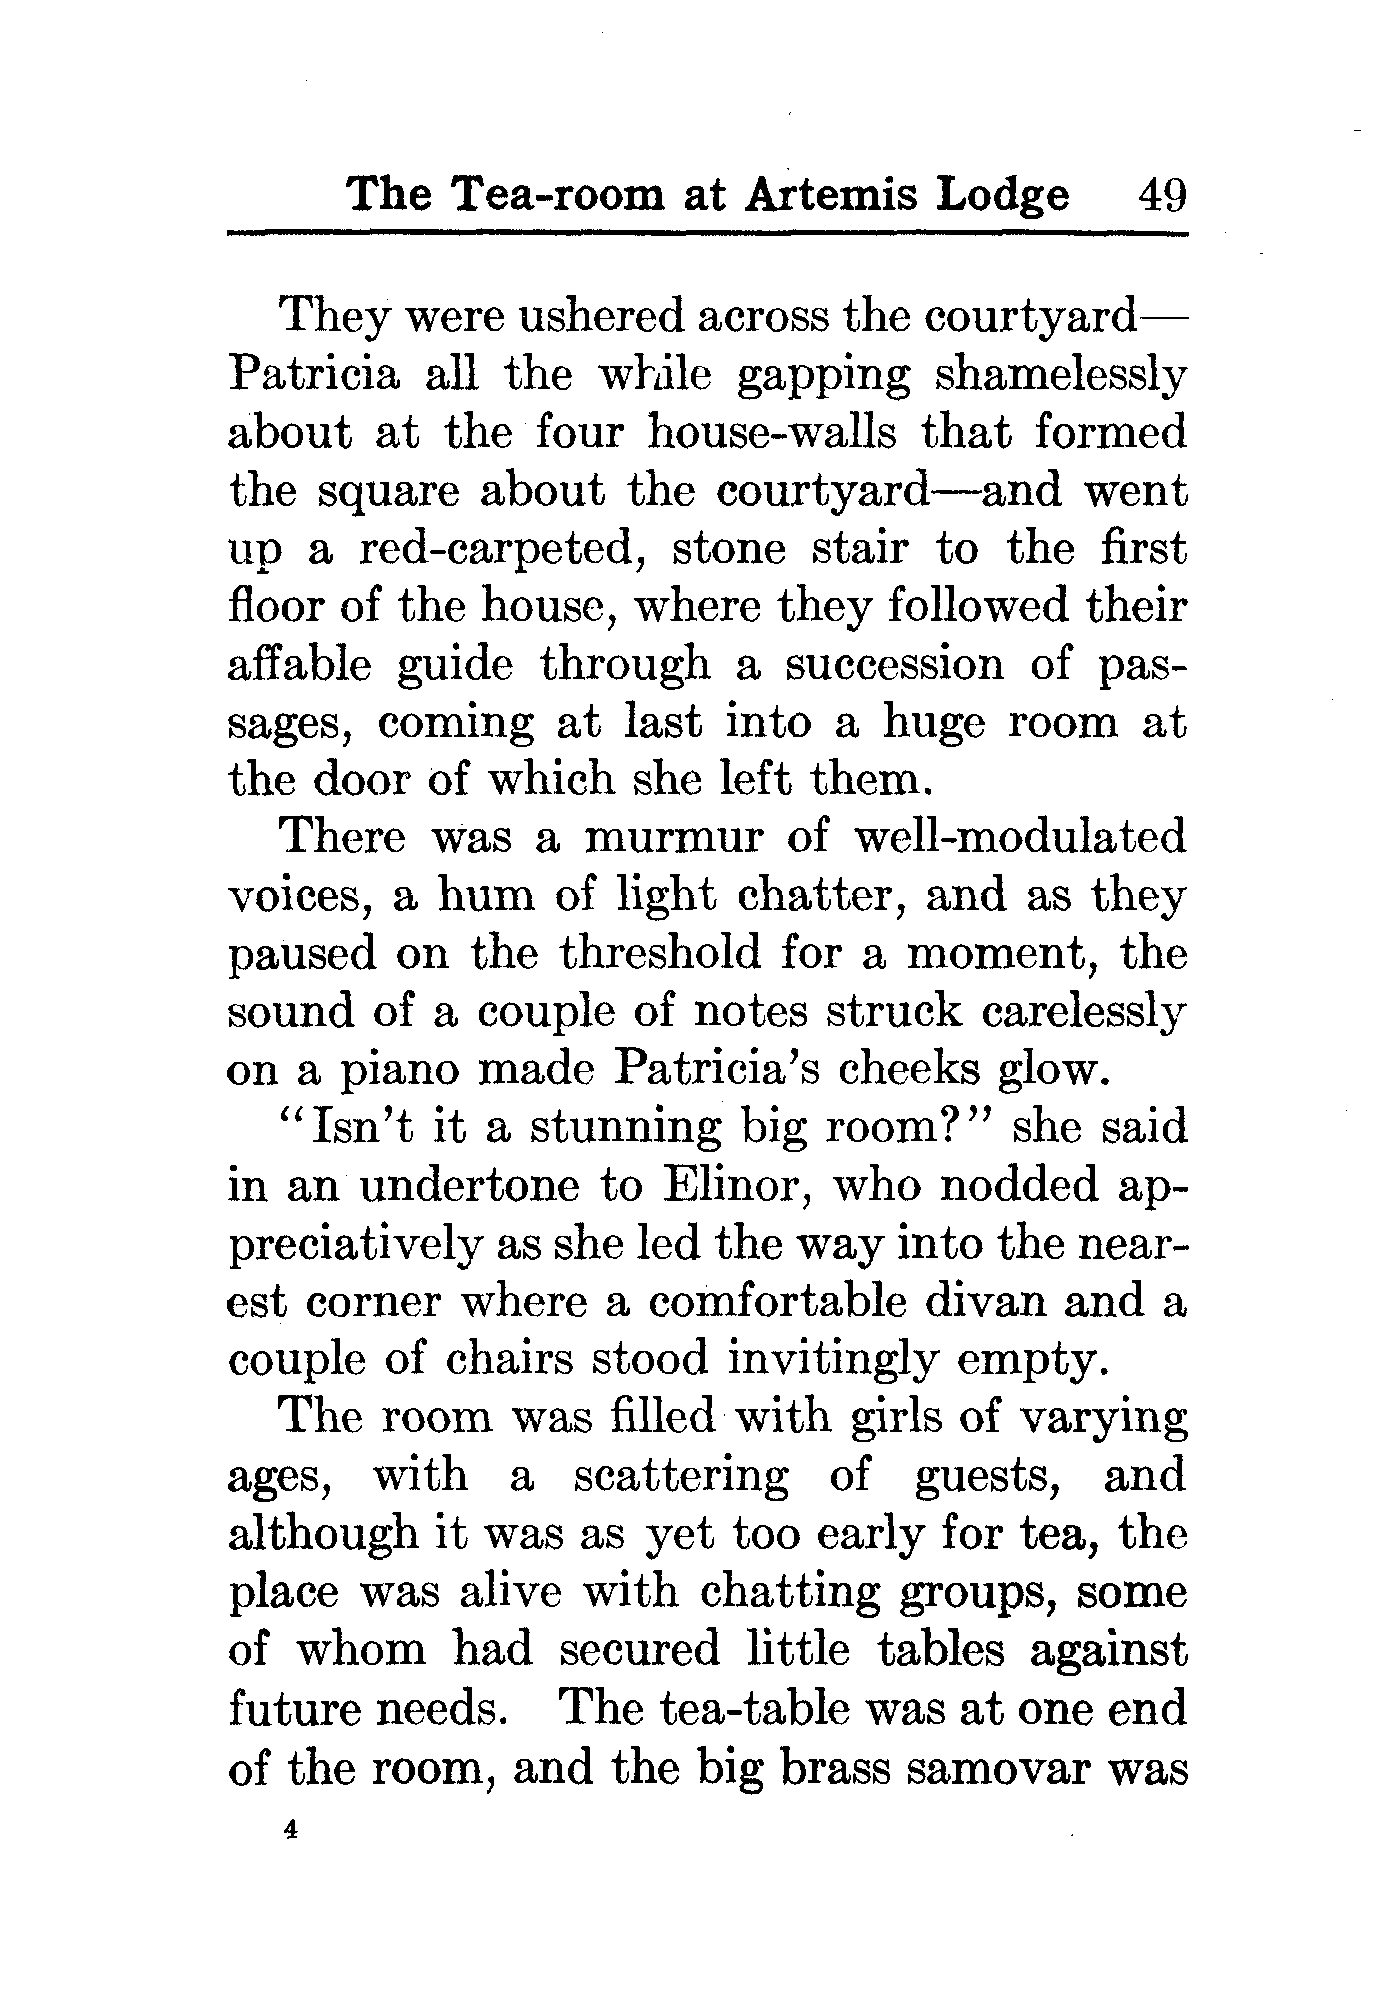 The Tea-room at Artemis Lodge 49
They were ushered across the courtyard—
Patricia all the while gapping shamelessly
about at the four house-walls that formed
the square about the courtyard—and went
up a red-carpeted, stone stair to the first
floor of the house, where they followed their
affable guide through a succession of pas-
sages, coming at last into a huge room at
the door of which she left them.
There was a murmur of well-modulated
voices, a hum of light chatter, and as they
paused on the threshold for a moment, the
sound of a couple of notes struck carelessly
on a piano made Patricia's cheeks glow.
"Isn't it a stunning big room?" she said
in an undertone to Elinor, who nodded ap-
preciatively as she led the way into the near-
est corner where a comfortable divan and a
couple of chairs stood invitingly empty.
The room was filled with girls of varying
ages, with a scattering of guests, and
although it was as yet too early for tea, the
place was alive with chatting groups, some
of whom had secured little tables against
future needs. The tea-table was at one end
of the room, and the big brass samovar was
4